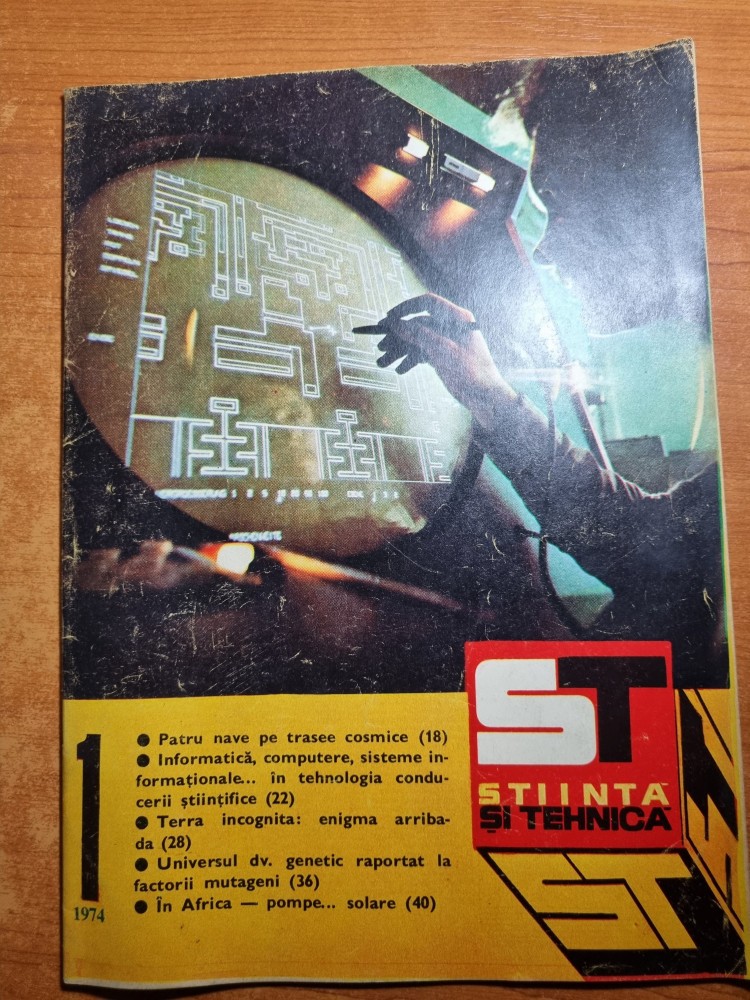 ST
ȘTIINȚĂ
ȘI TEHNICĂ
ST
1
1974
● Patru nave pe trasee cosmice (18)
● Informatică, computere, sisteme in-
formaționale... în tehnologia condu-
cerii științifice (22)
● Terra incognita: enigma arriba-
da (28)
● Universul dv. genetic raportat la
factorii mutageni (36)
● În Africa — pompe... solare (40)